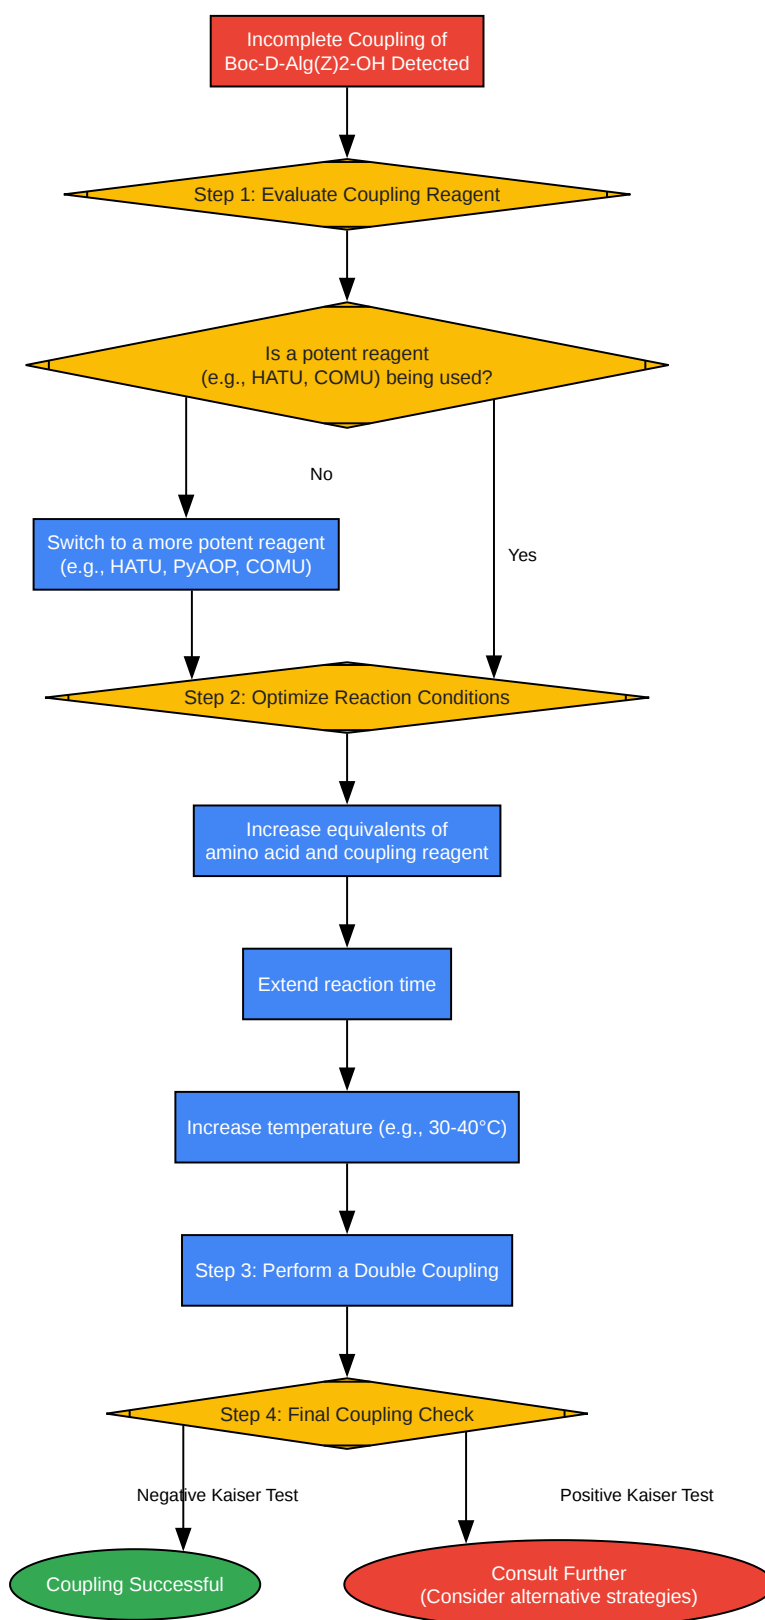 Incomplete Coupling of
Boc-D-Alg(Z)2-OH Detected
Step 1: Evaluate Coupling Reagent
Is a potent reagent
(e.g., HATU, COMU) being used?
No
Switch to a more potent reagent
(e.g., HATU, PyAOP, COMU)
Yes
Step 2: Optimize Reaction Conditions
Increase equivalents of
amino acid and coupling reagent
Extend reaction time
Increase temperature (e.g., 30-40°C)
Step 3: Perform a Double Coupling
Step 4: Final Coupling Check
Negative Kaiser Test
Positive Kaiser Test
Coupling Successful
Consult Further
(Consider alternative strategies)